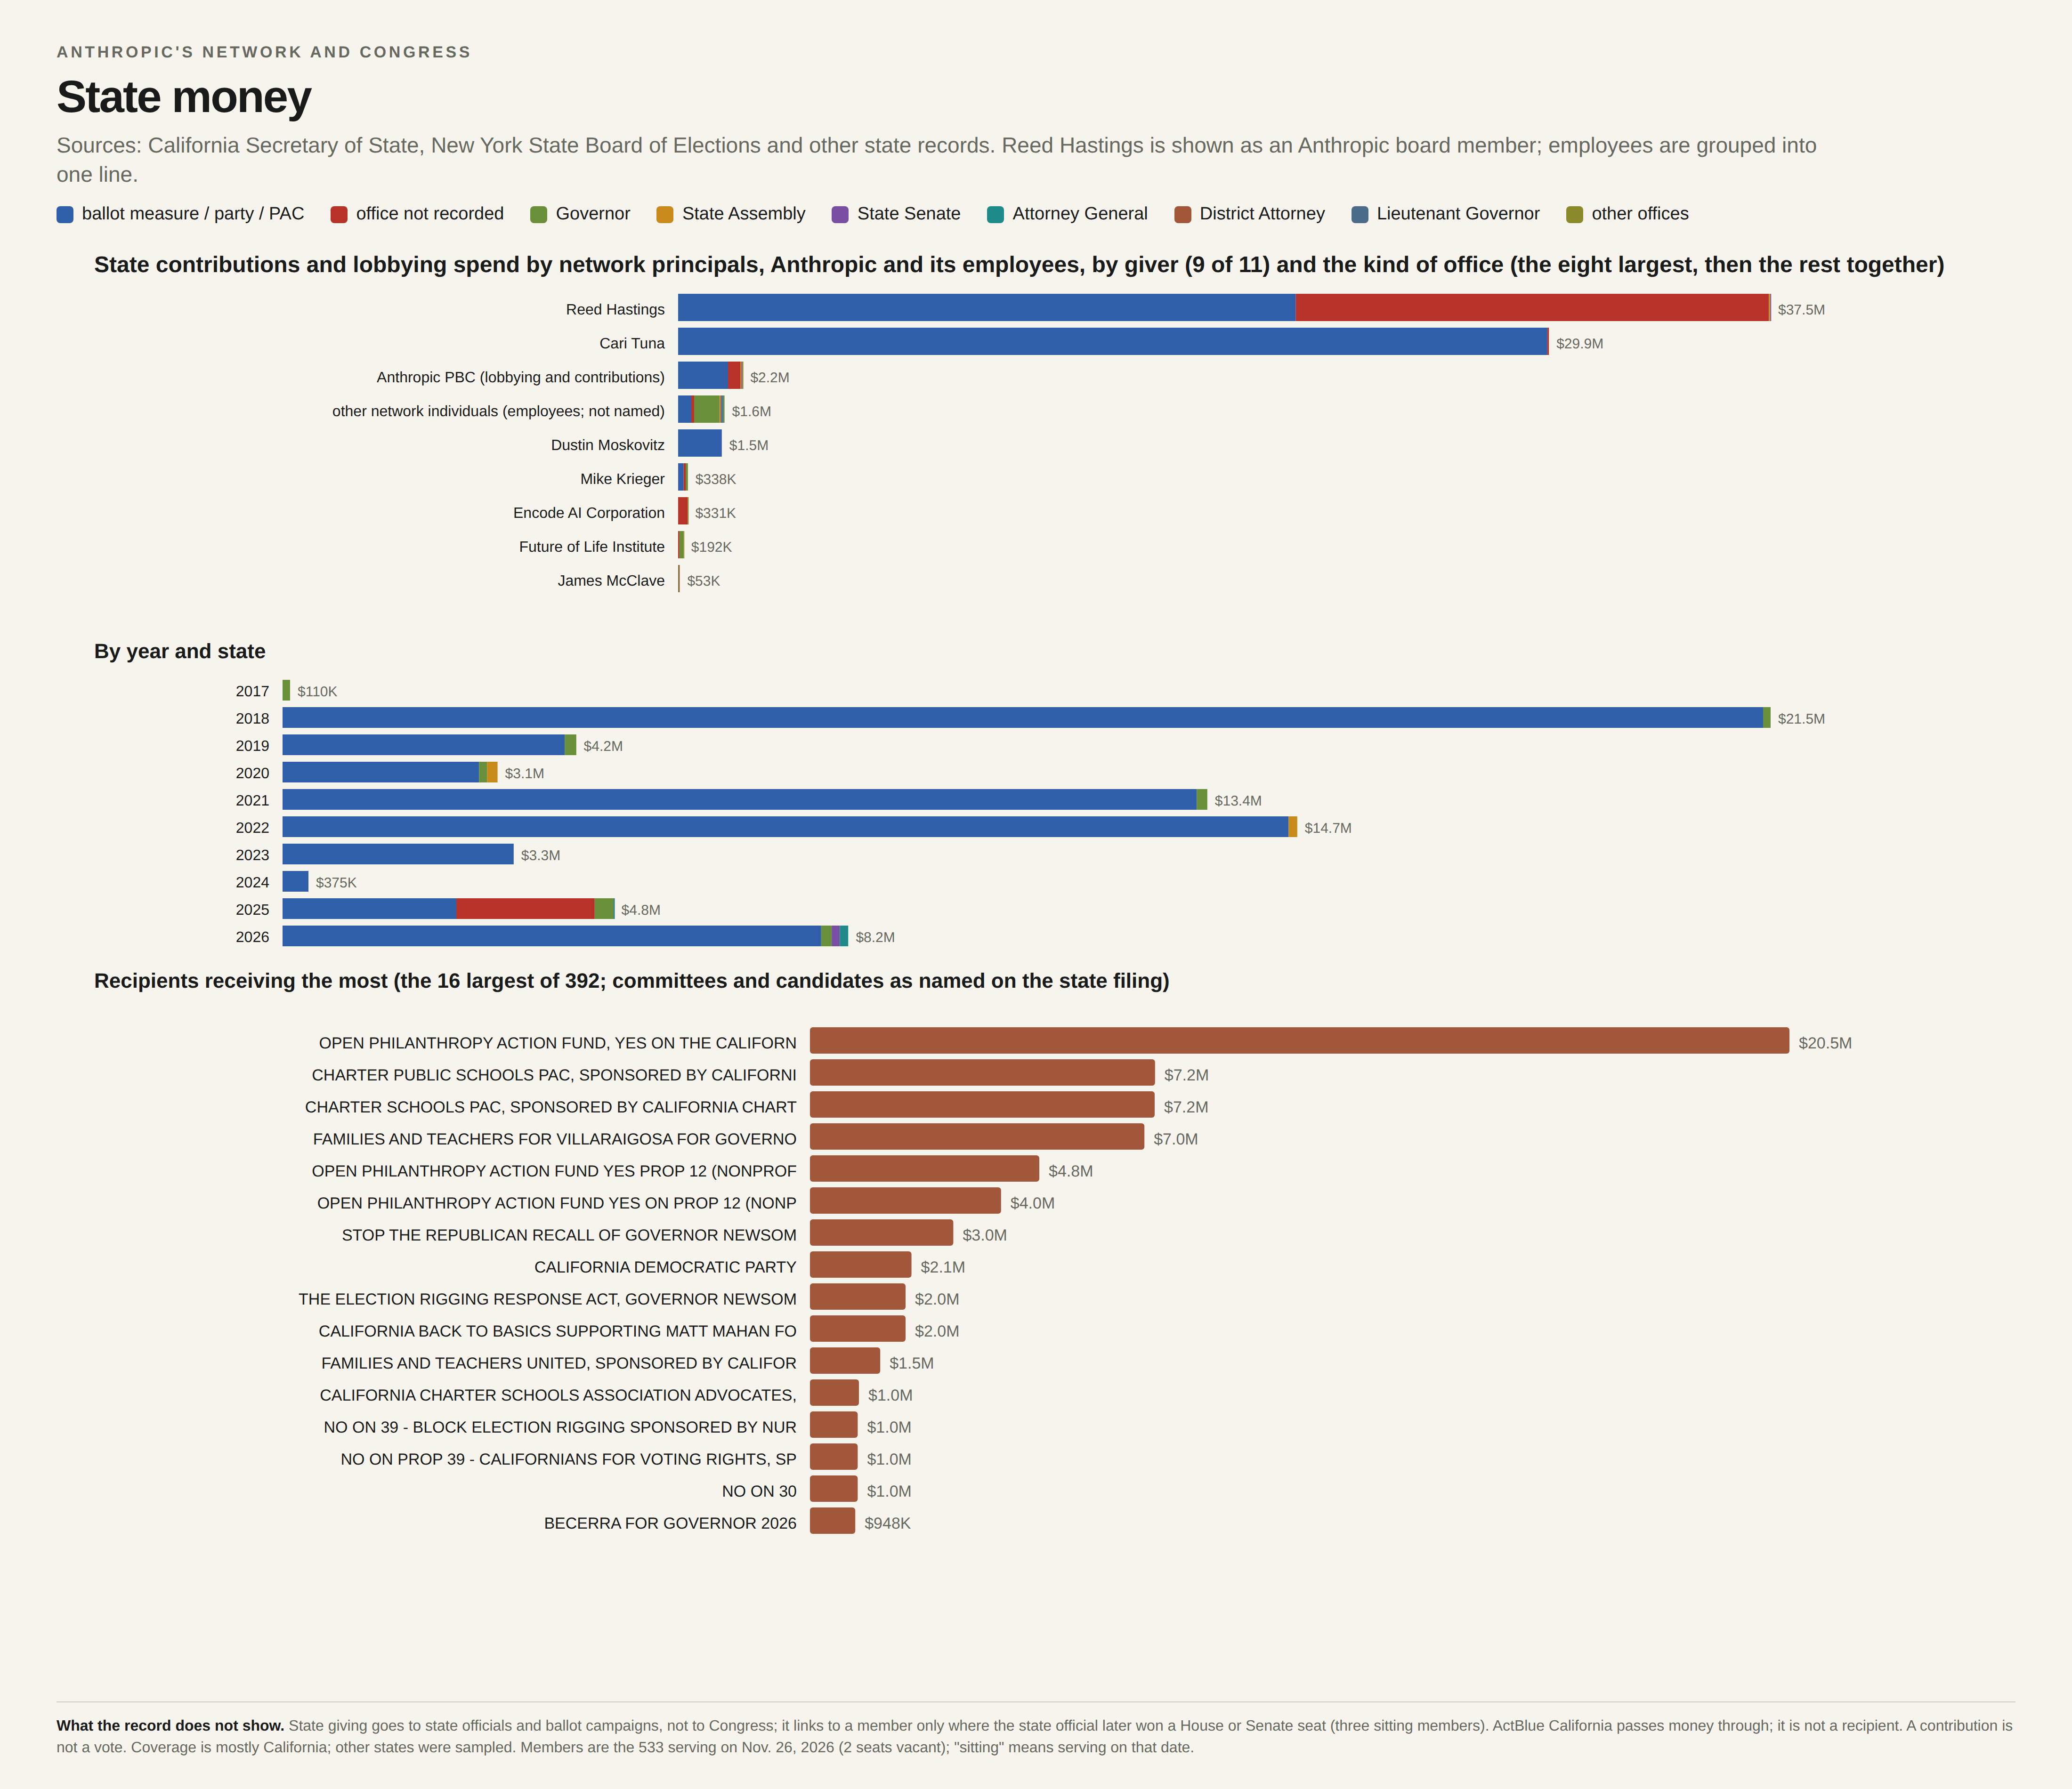 ANTHROPIC'S NETWORK AND CONGRESS
State money
Sources: California Secretary of State, New York State Board of Elections and other state records. Reed Hastings is shown as an Anthropic board member; employees are grouped into
one line.
ballot measure / party / PAC office not recorded Governor State Assembly State Senate Attorney General District Attorney Lieutenant Governor other offices
State contributions and lobbying spend by network principals, Anthropic and its employees, by giver (9 of 11) and the kind of office (the eight largest, then the rest together)
Reed Hastings $37.5M
Cari Tuna $29.9M
Anthropic PBC (lobbying and contributions) $2.2M
other network individuals (employees; not named) $1.6M
Dustin Moskovitz $1.5M
Mike Krieger $338K
Encode AI Corporation $331K
Future of Life Institute $192K
James McClave $53K
By year and state
2017 $110K
2018 $21.5M
2019 $4.2M
2020 $3.1M
2021 $13.4M
2022 $14.7M
2023 $3.3M
2024 $375K
2025 $4.8M
2026 $8.2M
Recipients receiving the most (the 16 largest of 392; committees and candidates as named on the state filing)
OPEN PHILANTHROPY ACTION FUND, YES ON THE CALIFORN $20.5M
CHARTER PUBLIC SCHOOLS PAC, SPONSORED BY CALIFORNI $7.2M
CHARTER SCHOOLS PAC, SPONSORED BY CALIFORNIA CHART $7.2M
FAMILIES AND TEACHERS FOR VILLARAIGOSA FOR GOVERNO $7.0M
OPEN PHILANTHROPY ACTION FUND YES PROP 12 (NONPROF $4.8M
OPEN PHILANTHROPY ACTION FUND YES ON PROP 12 (NONP $4.0M
STOP THE REPUBLICAN RECALL OF GOVERNOR NEWSOM $3.0M
CALIFORNIA DEMOCRATIC PARTY $2.1M
THE ELECTION RIGGING RESPONSE ACT, GOVERNOR NEWSOM $2.0M
CALIFORNIA BACK TO BASICS SUPPORTING MATT MAHAN FO $2.0M
FAMILIES AND TEACHERS UNITED, SPONSORED BY CALIFOR $1.5M
CALIFORNIA CHARTER SCHOOLS ASSOCIATION ADVOCATES, $1.0M
NO ON 39 - BLOCK ELECTION RIGGING SPONSORED BY NUR $1.0M
NO ON PROP 39 - CALIFORNIANS FOR VOTING RIGHTS, SP $1.0M
NO ON 30 $1.0M
BECERRA FOR GOVERNOR 2026 $948K
What the record does not show. State giving goes to state officials and ballot campaigns, not to Congress; it links to a member only where the state official later won a House or Senate seat (three sitting members). ActBlue California passes money through; it is not a recipient. A contribution is
not a vote. Coverage is mostly California; other states were sampled. Members are the 533 serving on Nov. 26, 2026 (2 seats vacant); "sitting" means serving on that date.